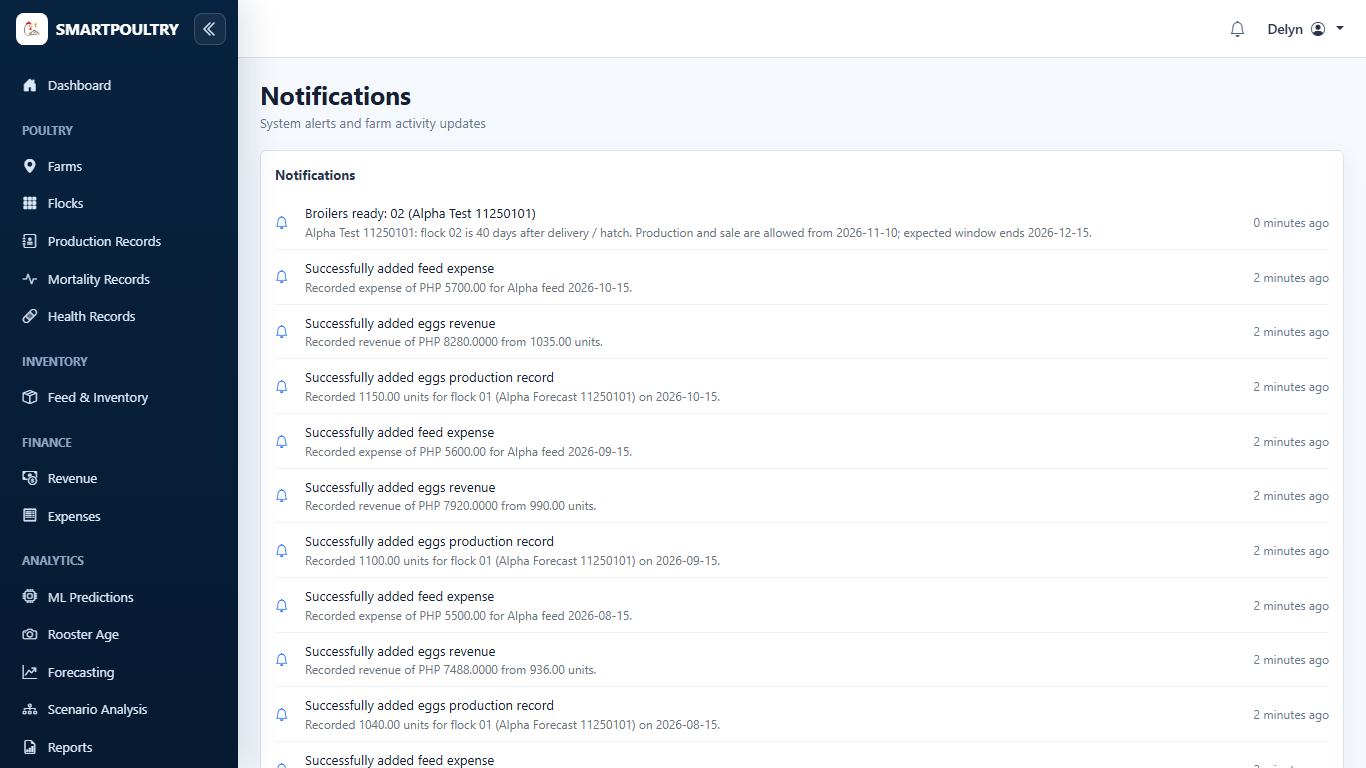 SMARTPOULTRY
Delyn
Dashboard
POULTRY
Farms
Flocks
Production Records
Mortality Records
Health Records
INVENTORY
Feed & Inventory
FINANCE
Revenue
Expenses
ANALYTICS
ML Predictions
Rooster Age
Forecasting
Scenario Analysis
Reports
Notifications
System alerts and farm activity updates
Notifications
Broilers ready: 02 (Alpha Test 11250101)
Alpha Test 11250101: flock 02 is 40 days after delivery / hatch. Production and sale are allowed from 2026-11-10; expected window ends 2026-12-15.
0 minutes ago
Successfully added feed expense
Recorded expense of PHP 5700.00 for Alpha feed 2026-10-15.
2 minutes ago
Successfully added eggs revenue
Recorded revenue of PHP 8280.0000 from 1035.00 units.
2 minutes ago
Successfully added eggs production record
Recorded 1150.00 units for flock 01 (Alpha Forecast 11250101) on 2026-10-15.
2 minutes ago
Successfully added feed expense
Recorded expense of PHP 5600.00 for Alpha feed 2026-09-15.
2 minutes ago
Successfully added eggs revenue
Recorded revenue of PHP 7920.0000 from 990.00 units.
2 minutes ago
Successfully added eggs production record
Recorded 1100.00 units for flock 01 (Alpha Forecast 11250101) on 2026-09-15.
2 minutes ago
Successfully added feed expense
Recorded expense of PHP 5500.00 for Alpha feed 2026-08-15.
2 minutes ago
Successfully added eggs revenue
Recorded revenue of PHP 7488.0000 from 936.00 units.
2 minutes ago
Successfully added eggs production record
Recorded 1040.00 units for flock 01 (Alpha Forecast 11250101) on 2026-08-15.
2 minutes ago
Successfully added feed expense